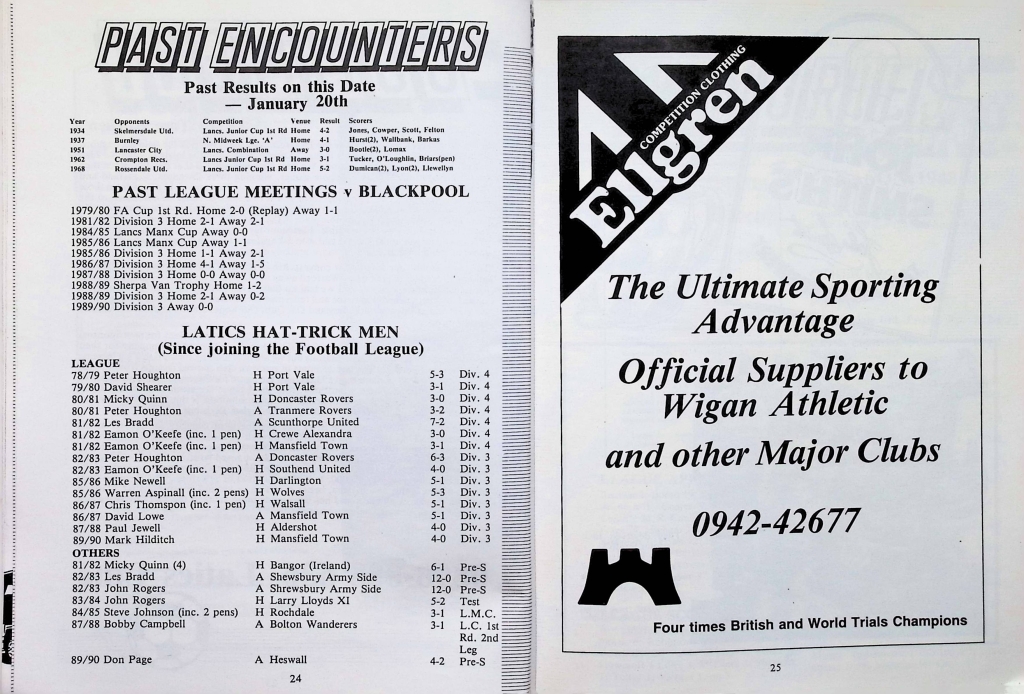 PAST ENCOUNTERS
Past Results on this Date
— January 20th
Year Opponents Competition Venue Result Scorers
1934 Skelmersdale Utd. Lancs. Junior Cup 1st Rd Home 4-2 Jones, Cowper, Scott, Felton
1937 Burnley N. Midweek Lge. 'A' Home 4-1 Hurst(2), Wallbank, Barkas
1951 Lancaster City Lancs. Combination Away 3-0 Bootle(2), Lomax
1962 Crompton Recs. Lancs Junior Cup 1st Rd Home 3-1 Tucker, O'Loughlin, Briars(pen)
1968 Rossendale Utd. Lancs. Junior Cup 1st Rd Home 5-2 Dumican(2), Lyon(2), Llewellyn
PAST LEAGUE MEETINGS v BLACKPOOL
1979/80 FA Cup 1st Rd. Home 2-0 (Replay) Away 1-1
1981/82 Division 3 Home 2-1 Away 2-1
1984/85 Lancs Manx Cup Away 0-0
1985/86 Lancs Manx Cup Away 1-1
1985/86 Division 3 Home 1-1 Away 2-1
1986/87 Division 3 Home 4-1 Away 1-5
1987/88 Division 3 Home 0-0 Away 0-0
1988/89 Sherpa Van Trophy Home 1-2
1988/89 Division 3 Home 2-1 Away 0-2
1989/90 Division 3 Away 0-0
LATICS HAT-TRICK MEN
(Since joining the Football League)
LEAGUE
78/79 Peter Houghton H Port Vale 5-3 Div. 4
79/80 David Shearer H Port Vale 3-1 Div. 4
80/81 Micky Quinn H Doncaster Rovers 3-0 Div. 4
80/81 Peter Houghton A Tranmere Rovers 3-2 Div. 4
81/82 Les Bradd A Scunthorpe United 7-2 Div. 4
81/82 Eamon O'Keefe (inc. 1 pen) H Crewe Alexandra 3-0 Div. 4
81/82 Eamon O'Keefe (inc. 1 pen) H Mansfield Town 3-1 Div. 4
82/83 Peter Houghton A Doncaster Rovers 6-3 Div. 3
82/83 Eamon O'Keefe (inc. 1 pen) H Southend United 4-0 Div. 3
85/86 Mike Newell H Darlington 5-1 Div. 3
85/86 Warren Aspinall (inc. 2 pens) H Wolves 5-3 Div. 3
86/87 Chris Thomspon (inc. 1 pen) H Walsall 5-1 Div. 3
86/87 David Lowe A Mansfield Town 5-1 Div. 3
87/88 Paul Jewell H Aldershot 4-0 Div. 3
89/90 Mark Hilditch H Mansfield Town 4-0 Div. 3
OTHERS
81/82 Micky Quinn (4) H Bangor (Ireland) 6-1 Pre-S
82/83 Les Bradd A Shewsbury Army Side 12-0 Pre-S
82/83 John Rogers A Shrewsbury Army Side 12-0 Pre-S
83/84 John Rogers H Larry Lloyds XI 5-2 Test
84/85 Steve Johnson (inc. 2 pens) H Rochdale 3-1 L.M.C.
87/88 Bobby Campbell A Bolton Wanderers 3-1 L.C. 1st
Rd. 2nd
Leg
89/90 Don Page A Heswall 4-2 Pre-S
24
COMPETITION CLOTHING
Ellgren
The Ultimate Sporting
Advantage
Official Suppliers to
Wigan Athletic
and other Major Clubs
0942-42677
Four times British and World Trials Champions
25